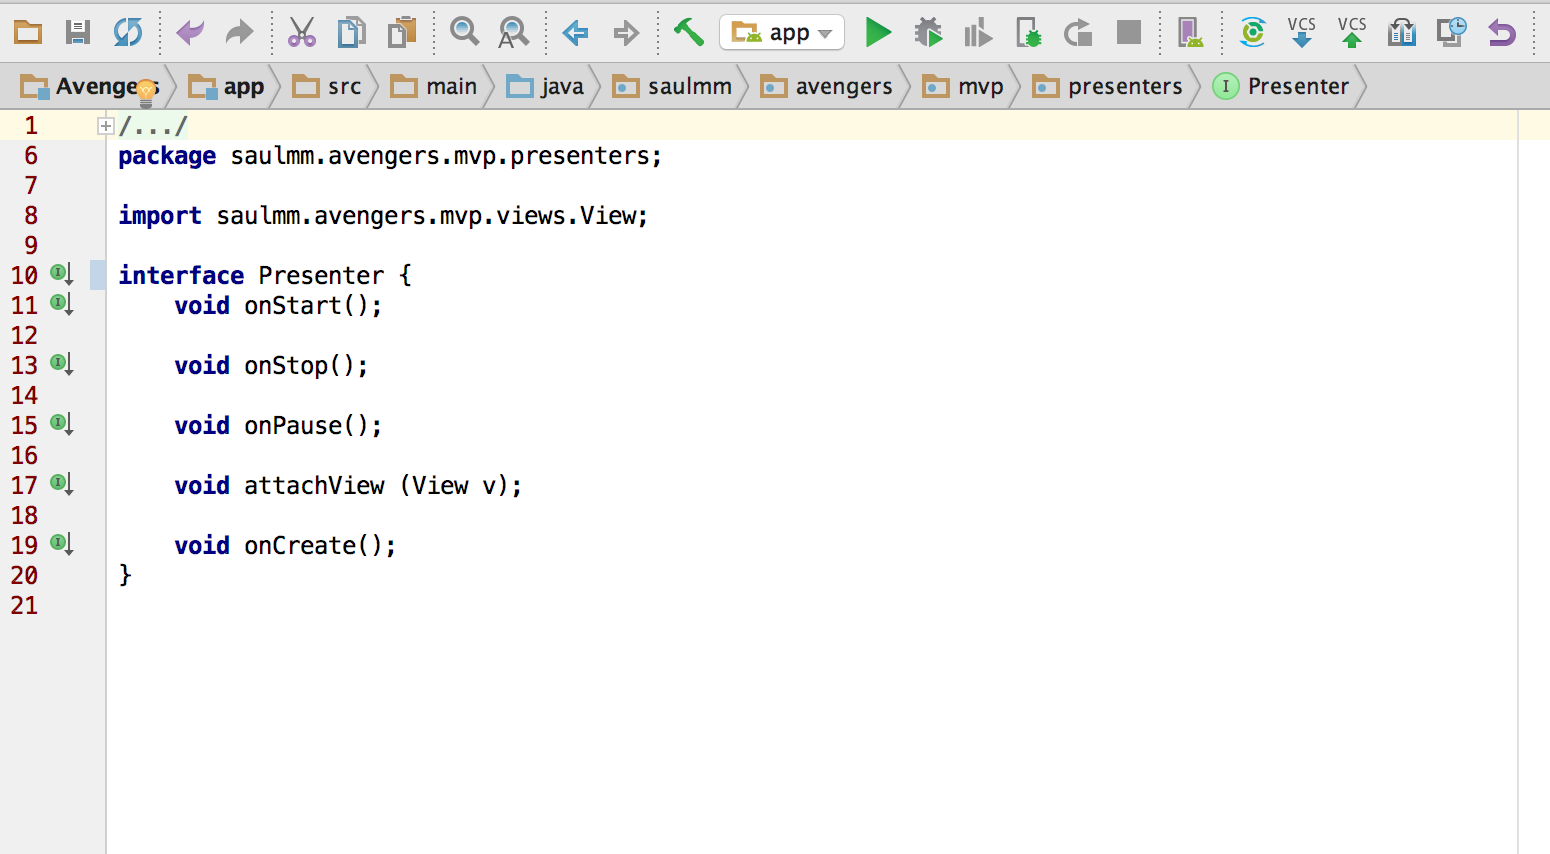 app
VCS
VCS
Avengers
app
src
main
java
saulmm
avengers
mvp
presenters
I
Presenter
1 /.../
6 package saulmm.avengers.mvp.presenters;
7
8 import saulmm.avengers.mvp.views.View;
9
10 interface Presenter {
11 void onStart();
12
13 void onStop();
14
15 void onPause();
16
17 void attachView (View v);
18
19 void onCreate();
20 }
21